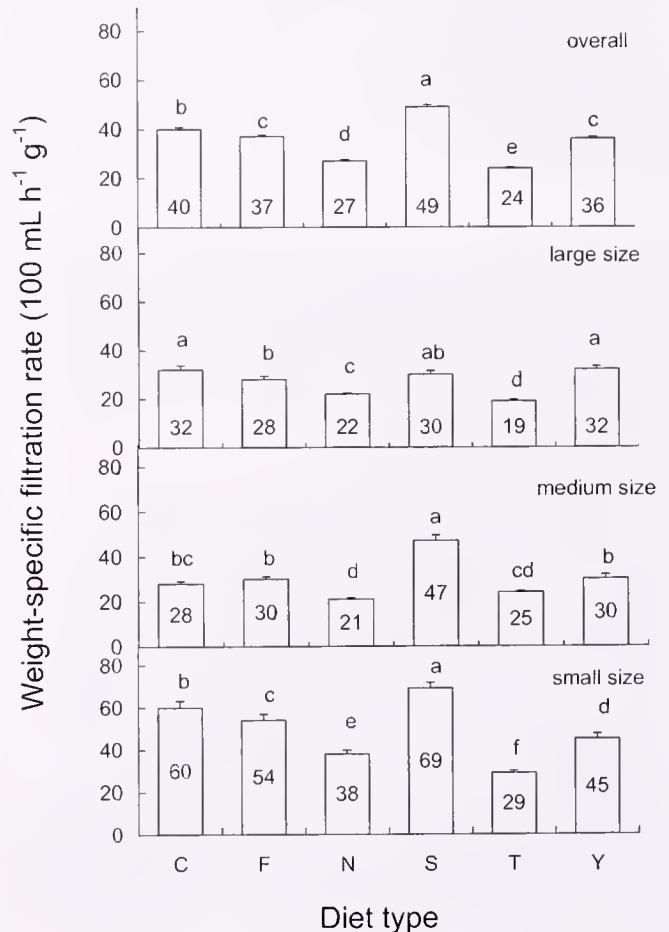 Weight-specific filtration rate (100 mL h⁻¹ g⁻¹)
overall
80
60
40
20
0
b c d a e c
40 37 27 49 24 36
large size
80
60
40
20
0
a b c ab d a
32 28 22 30 19 32
medium size
80
60
40
20
0
bc b d a cd b
28 30 21 47 25 30
small size
80
60
40
20
0
b c e a f d
60 54 38 69 29 45
C F N S T Y
Diet type